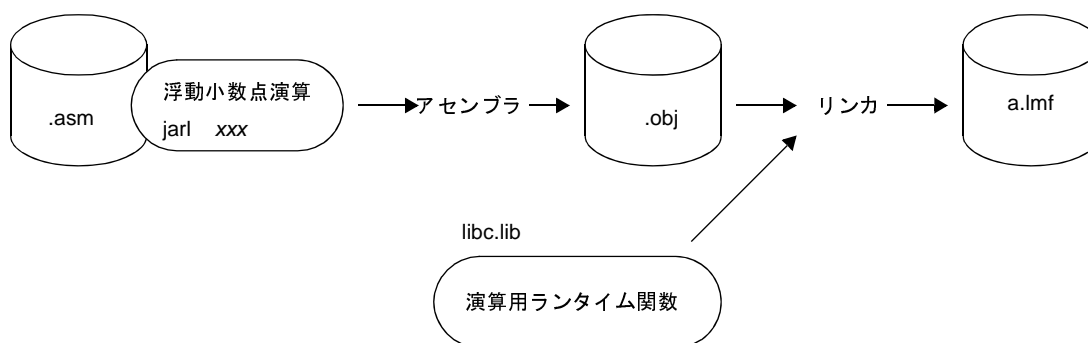 .asm
浮動小数点演算
jarl xxx
アセンブラ
.obj
リンカ
a.lmf
libc.lib
演算用ランタイム関数